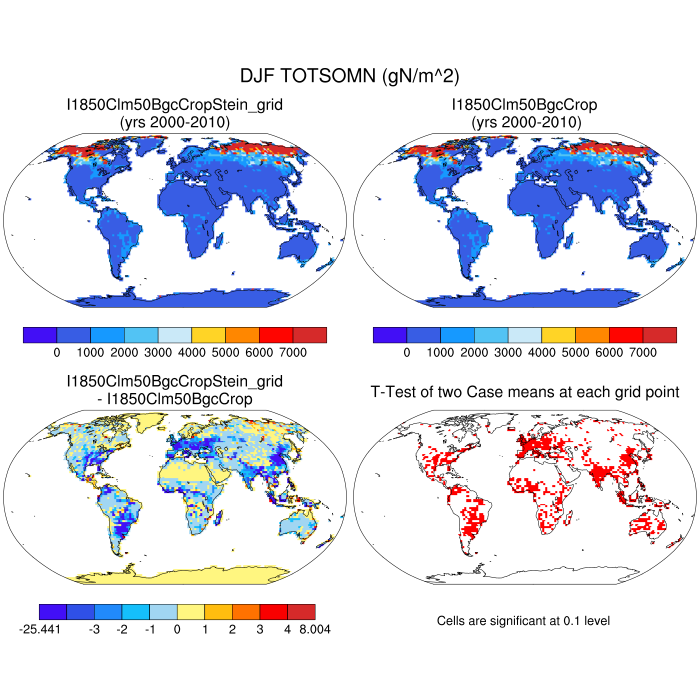 DJF TOTSOMN (gN/m^2)
I1850Clm50BgcCropStein_grid
(yrs 2000-2010)
I1850Clm50BgcCrop
(yrs 2000-2010)
0 1000 2000 3000 4000 5000 6000 7000
0 1000 2000 3000 4000 5000 6000 7000
I1850Clm50BgcCropStein_grid
- I1850Clm50BgcCrop
T-Test of two Case means at each grid point
-25.441 -3 -2 -1 0 1 2 3 4 8.004
Cells are significant at 0.1 level